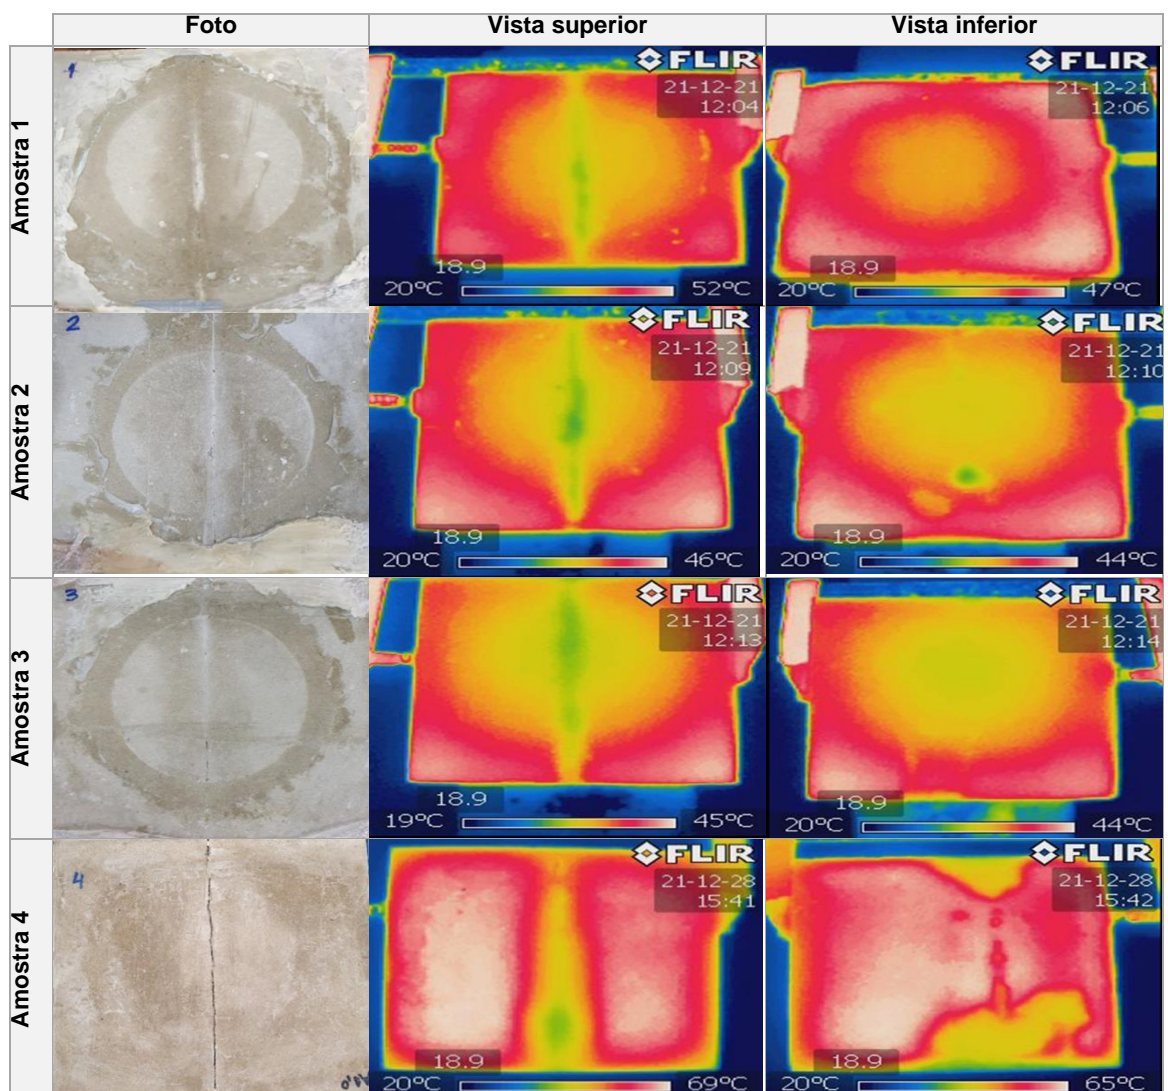 Foto Vista superior Vista inferior
Amostra 1
1
FLIR
21-12-21
12:04
18.9
20°C 52°C
FLIR
21-12-21
12:06
18.9
20°C 47°C
Amostra 2
2
FLIR
21-12-21
12:09
18.9
20°C 46°C
FLIR
21-12-21
12:10
18.9
20°C 44°C
Amostra 3
3
FLIR
21-12-21
12:13
18.9
19°C 45°C
FLIR
21-12-21
12:14
18.9
20°C 44°C
Amostra 4
4
FLIR
21-12-28
15:41
18.9
20°C 69°C
FLIR
21-12-28
15:42
18.9
20°C 65°C